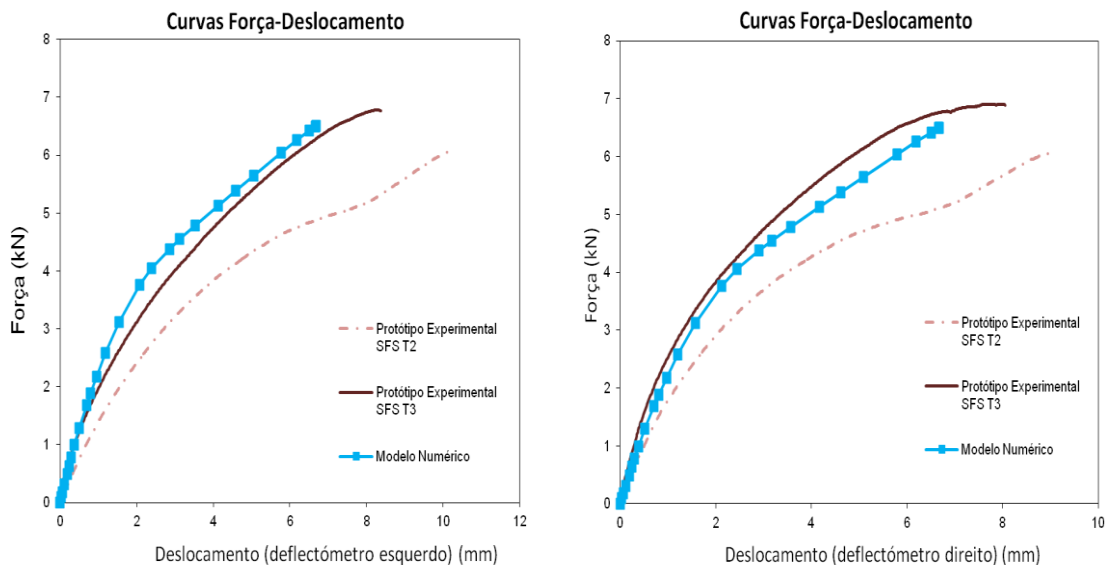 Curvas Força-Deslocamento
8
7
6
5
4
3
2
1
0
Força (kN)
0 2 4 6 8 10 12
Deslocamento (deflectómetro esquerdo) (mm)
Protótipo Experimental
SFS T2
Protótipo Experimental
SFS T3
Modelo Numérico
Curvas Força-Deslocamento
8
7
6
5
4
3
2
1
0
Força (kN)
0 2 4 6 8 10
Deslocamento (deflectómetro direito) (mm)
Protótipo Experimental
SFS T2
Protótipo Experimental
SFS T3
Modelo Numérico